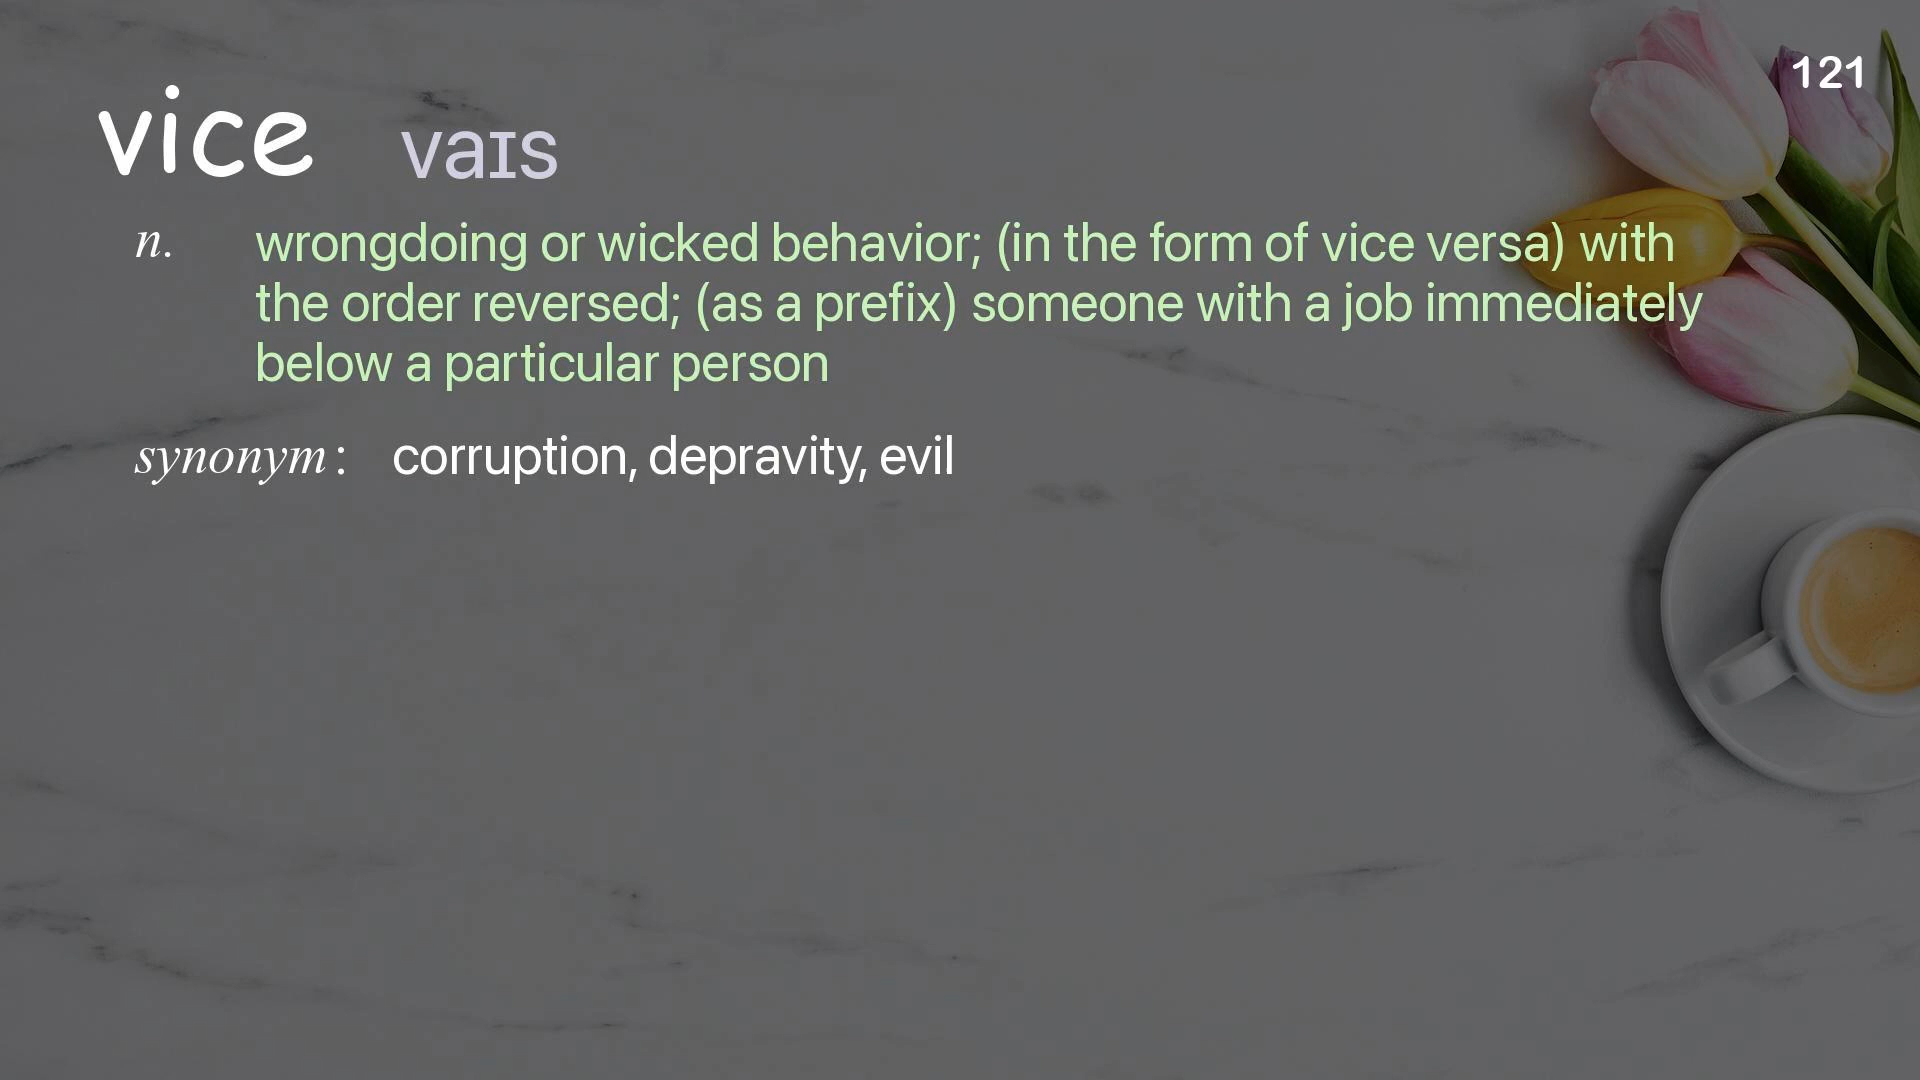 121
vice vaɪs
n. wrongdoing or wicked behavior; (in the form of vice versa) with
the order reversed; (as a prefix) someone with a job immediately
below a particular person
synonym: corruption, depravity, evil